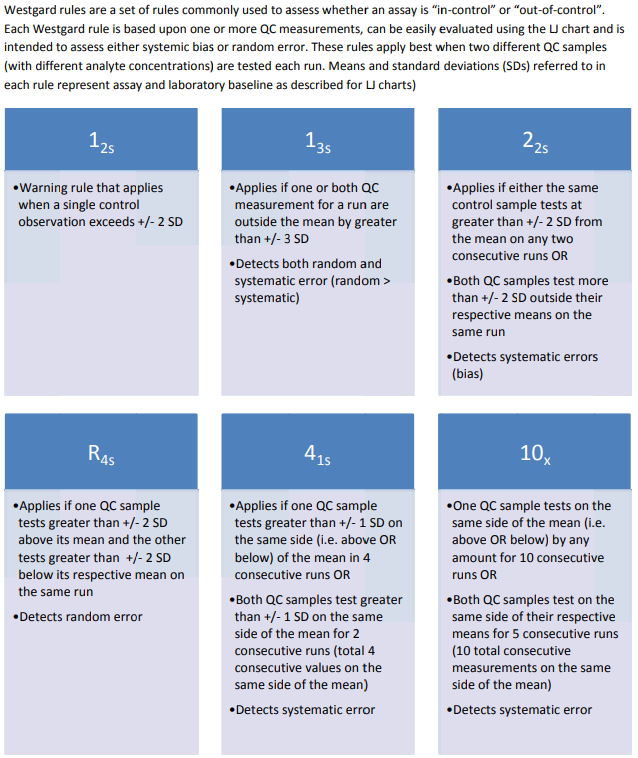 Westgard rules are a set of rules commonly used to assess whether an assay is “in-control” or “out-of-control”.
Each Westgard rule is based upon one or more QC measurements, can be easily evaluated using the LJ chart and is
intended to assess either systemic bias or random error. These rules apply best when two different QC samples
(with different analyte concentrations) are tested each run. Means and standard deviations (SDs) referred to in
each rule represent assay and laboratory baseline as described for LJ charts)
12s
•Warning rule that applies
when a single control
observation exceeds +/- 2 SD
13s
•Applies if one or both QC
measurement for a run are
outside the mean by greater
than +/- 3 SD
•Detects both random and
systematic error (random >
systematic)
22s
•Applies if either the same
control sample tests at
greater than +/- 2 SD from
the mean on any two
consecutive runs OR
•Both QC samples test more
than +/- 2 SD outside their
respective means on the
same run
•Detects systematic errors
(bias)
R4s
•Applies if one QC sample
tests greater than +/- 2 SD
above its mean and the other
tests greater than +/- 2 SD
below its respective mean on
the same run
•Detects random error
41s
•Applies if one QC sample
tests greater than +/- 1 SD on
the same side (i.e. above OR
below) of the mean in 4
consecutive runs OR
•Both QC samples test greater
than +/- 1 SD on the same
side of the mean for 2
consecutive runs (total 4
consecutive values on the
same side of the mean)
•Detects systematic error
10x
•One QC sample tests on the
same side of the mean (i.e.
above OR below) by any
amount for 10 consecutive
runs OR
•Both QC samples test on the
same side of their respective
means for 5 consecutive runs
(10 total consecutive
measurements on the same
side of the mean)
•Detects systematic error